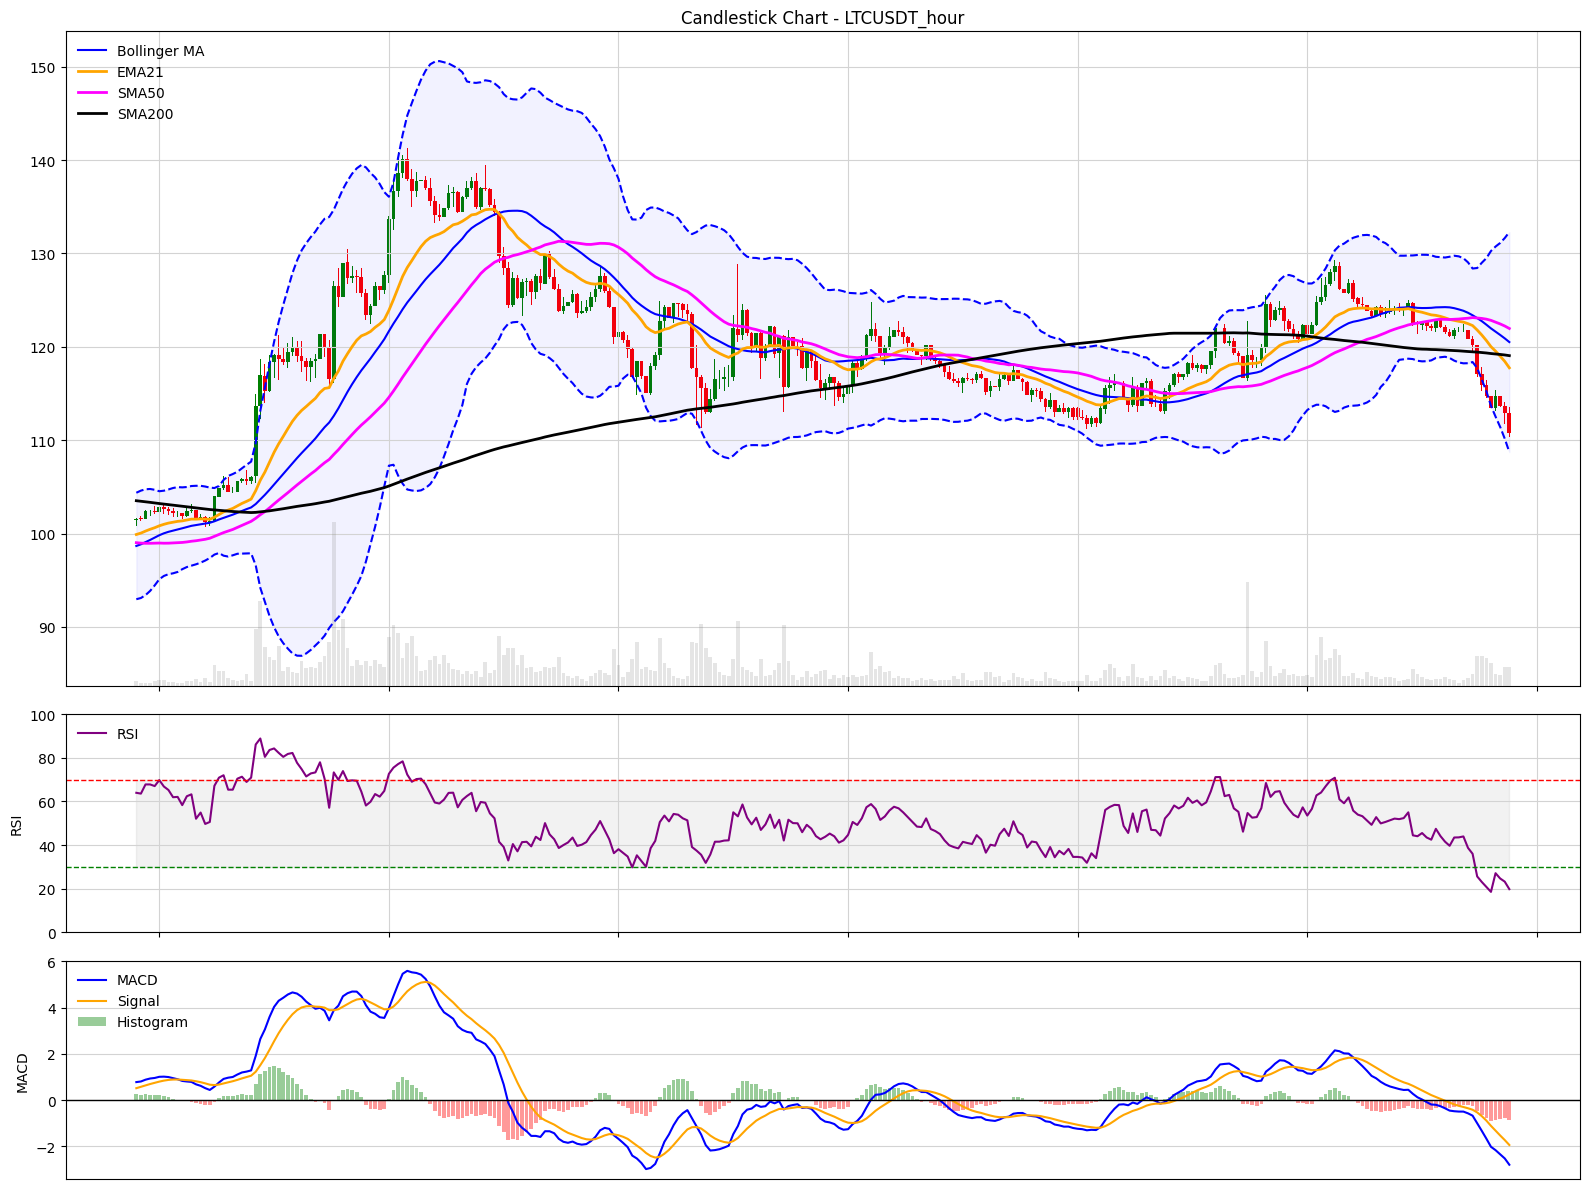 Candlestick Chart - LTCUSDT_hour
Bollinger MA
EMA21
SMA50
SMA200
150
140
130
120
110
100
90
RSI
100
80
60
40
20
0
RSI
MACD
Signal
Histogram
6
4
2
0
−2
MACD